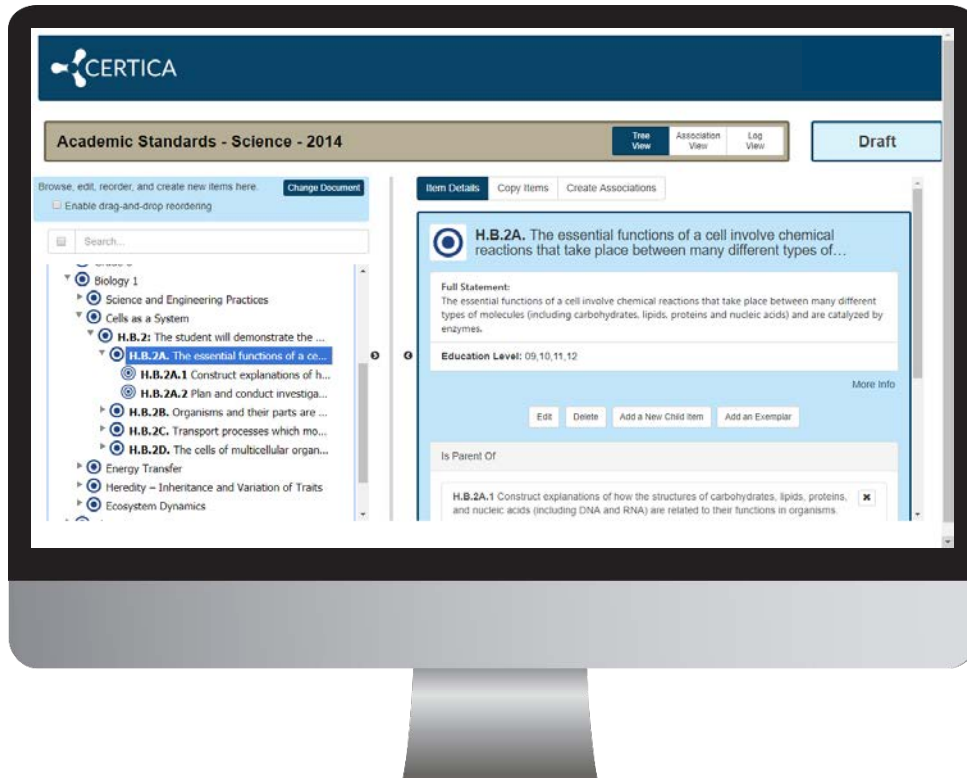 CERTICA
Academic Standards - Science - 2014
Tree View
Association View
Log View
Draft
Browse, edit, reorder, and create new items here.
Change Document
Enable drag-and-drop reordering
Search...
Biology 1
Science and Engineering Practices
Cells as a System
H.B.2: The student will demonstrate the ...
H.B.2A. The essential functions of a ce...
H.B.2A.1 Construct explanations of h...
H.B.2A.2 Plan and conduct investiga...
H.B.2B. Organisms and their parts are ...
H.B.2C. Transport processes which mo...
H.B.2D. The cells of multicellular organ...
Energy Transfer
Heredity – Inheritance and Variation of Traits
Ecosystem Dynamics
Item Details
Copy Items
Create Associations
H.B.2A. The essential functions of a cell involve chemical
reactions that take place between many different types of...
Full Statement:
The essential functions of a cell involve chemical reactions that take place between many different
types of molecules (including carbohydrates, lipids, proteins and nucleic acids) and are catalyzed by
enzymes.
Education Level: 09,10,11,12
More Info
Edit
Delete
Add a New Child Item
Add an Exemplar
Is Parent Of
H.B.2A.1 Construct explanations of how the structures of carbohydrates, lipids, proteins,
and nucleic acids (including DNA and RNA) are related to their functions in organisms.